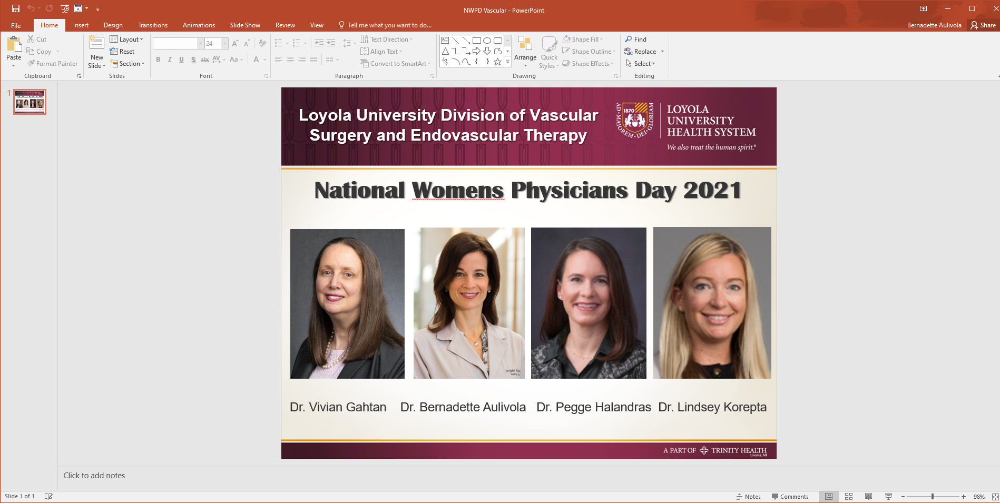 NWPD Vascular - PowerPoint
File Home Insert Design Transitions Animations Slide Show Review View Tell me what you want to do...
Bernadette Aulivola Share
Paste
Cut
Copy
Format Painter
Clipboard
New
Slide
Layout
Reset
Section
Slides
24
B I U S abc AV Aa A
Font
Text Direction
Align Text
Convert to SmartArt
Paragraph
Arrange
Quick
Styles
Shape Fill
Shape Outline
Shape Effects
Drawing
Find
Replace
Select
Editing
1
Loyola University Division of Vascular
Surgery and Endovascular Therapy
AD · MAJOREM · DEI · GLORIAM
1870
LOYOLA
UNIVERSITY
HEALTH SYSTEM
We also treat the human spirit.®
National Womens Physicians Day 2021
Dr. Vivian Gahtan Dr. Bernadette Aulivola Dr. Pegge Halandras Dr. Lindsey Korepta
A PART OF TRINITY HEALTH
Livonia, MI
Click to add notes
Slide 1 of 1
Notes Comments 98%